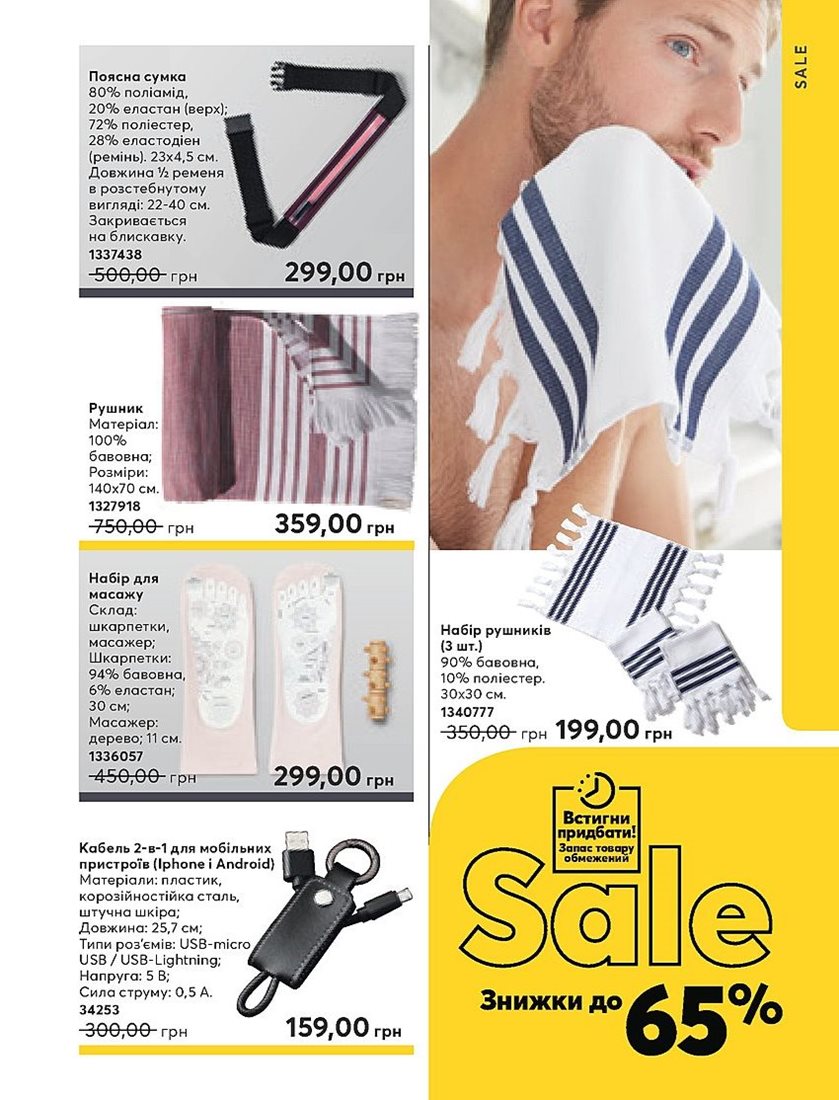 Поясна сумка
80% поліамід,
20% еластан (верх);
72% поліестер,
28% еластодієн
(ремінь). 23х4,5 см.
Довжина ½ ременя
в розстебнутому
вигляді: 22-40 см.
Закривається
на блискавку.
1337438
500,00 грн
299,00 грн
Рушник
Матеріал:
100%
бавовна;
Розміри:
140х70 см.
1327918
750,00 грн
359,00 грн
Набір для
масажу
Склад:
шкарпетки,
масажер;
Шкарпетки:
94% бавовна,
6% еластан;
30 см;
Масажер:
дерево; 11 см.
1336057
450,00 грн
299,00 грн
Кабель 2-в-1 для мобільних
пристроїв (Iphone і Android)
Матеріали: пластик,
корозійностійка сталь,
штучна шкіра;
Довжина: 25,7 см;
Типи роз’ємів: USB-micro
USB / USB-Lightning;
Напруга: 5 В;
Сила струму: 0,5 А.
34253
300,00 грн
159,00 грн
SALE
Набір рушників
(3 шт.)
90% бавовна,
10% поліестер.
30х30 см.
1340777
350,00 грн
199,00 грн
Встигни
придбати!
Запас товару
обмежений
Sale
Знижки до
65%